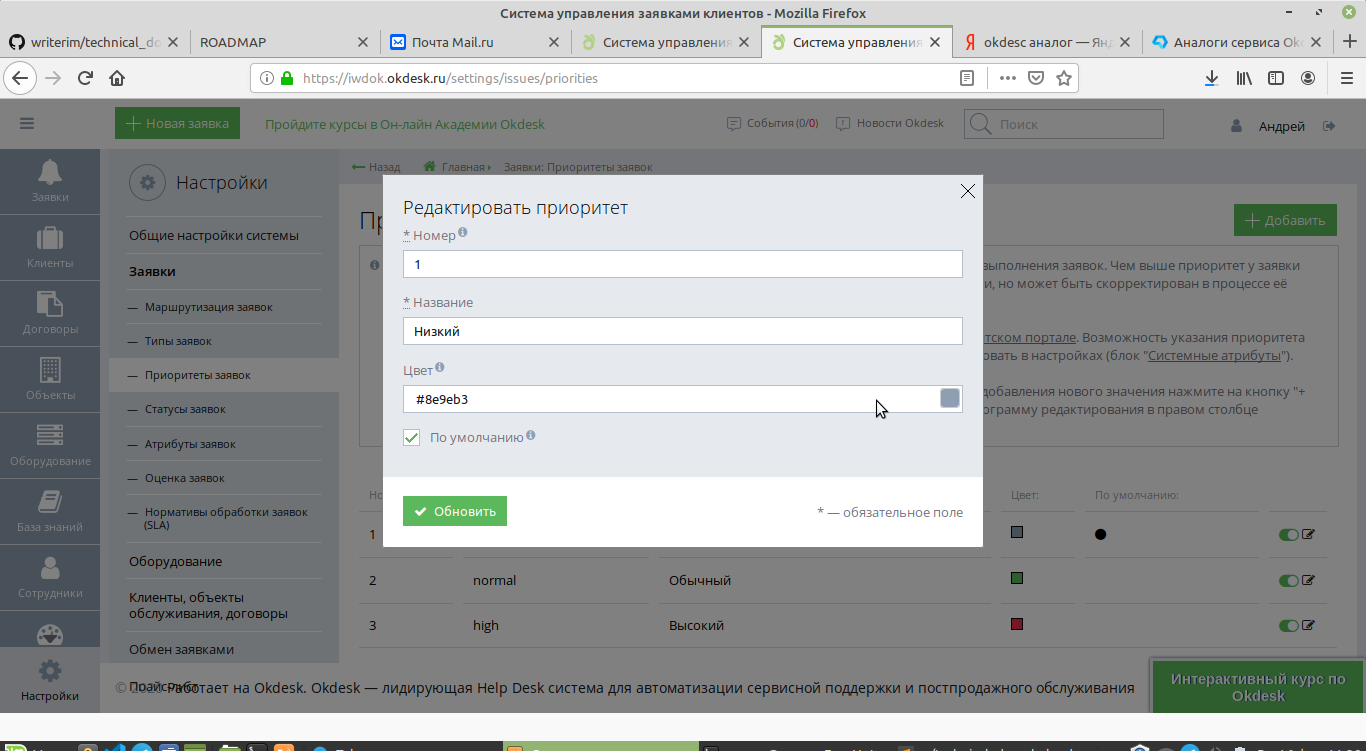 Система управления заявками клиентов - Mozilla Firefox
writerim/technical_do
ROADMAP
Почта Mail.ru
Система управления
Система управления
okdesc аналог — Янд
Аналоги сервиса Okd
https://iwdok.okdesk.ru/settings/issues/priorities
Новая заявка
Пройдите курсы в Он-лайн Академии Okdesk
События (0/0)
Новости Okdesk
Поиск
Андрей
Заявки
Клиенты
Договоры
Объекты
Оборудование
База знаний
Сотрудники
Настройки
Настройки
Общие настройки системы
Заявки
— Маршрутизация заявок
— Типы заявок
— Приоритеты заявок
— Статусы заявок
— Атрибуты заявок
— Оценка заявок
— Нормативы обработки заявок
(SLA)
Оборудование
Клиенты, объекты
обслуживания, договоры
Обмен заявками
Назад
Главная
Заявки: Приоритеты заявок
Пр
Добавить
выполнения заявок. Чем выше приоритет у заявки
и, но может быть скорректирован в процессе её
тском портале. Возможность указания приоритета
овать в настройках (блок "Системные атрибуты").
добавления нового значения нажмите на кнопку "+
ограмму редактирования в правом столбце
Редактировать приоритет
* Номер
1
* Название
Низкий
Цвет
#8e9eb3
По умолчанию
Обновить
* — обязательное поле
Но
Цвет:
По умолчанию:
1
2 normal Обычный
3 high Высокий
Работает на Okdesk. Okdesk — лидирующая Help Desk система для автоматизации сервисной поддержки и постпродажного обслуживания
Интерактивный курс по
Okdesk